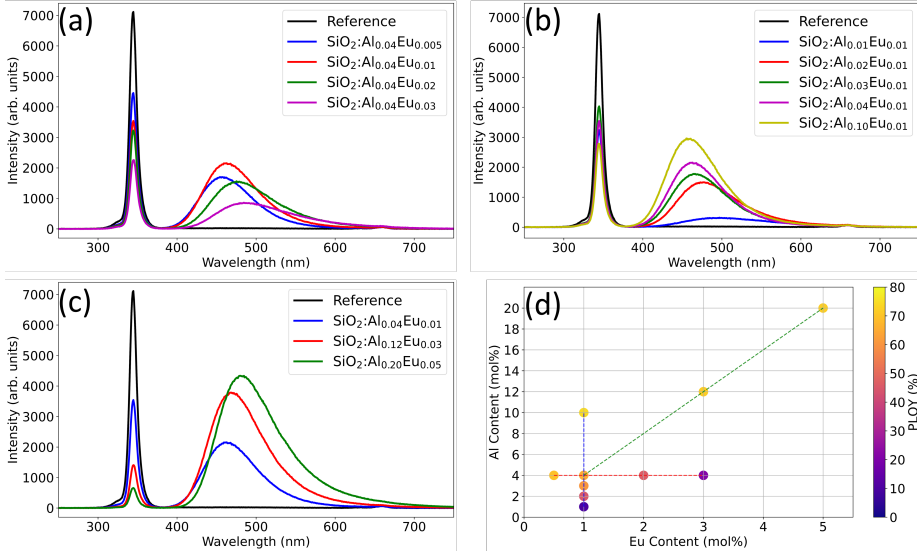 (a)
Intensity (arb. units)
7000
6000
5000
4000
3000
2000
1000
0
300 400 500 600 700
Wavelength (nm)
Reference
SiO₂:Al₀.₀₄Eu₀.₀₀₅
SiO₂:Al₀.₀₄Eu₀.₀₁
SiO₂:Al₀.₀₄Eu₀.₀₂
SiO₂:Al₀.₀₄Eu₀.₀₃
(b)
Intensity (arb. units)
7000
6000
5000
4000
3000
2000
1000
0
300 400 500 600 700
Wavelength (nm)
Reference
SiO₂:Al₀.₀₁Eu₀.₀₁
SiO₂:Al₀.₀₂Eu₀.₀₁
SiO₂:Al₀.₀₃Eu₀.₀₁
SiO₂:Al₀.₀₄Eu₀.₀₁
SiO₂:Al₀.₁₀Eu₀.₀₁
(c)
Intensity (arb. units)
7000
6000
5000
4000
3000
2000
1000
0
300 400 500 600 700
Wavelength (nm)
Reference
SiO₂:Al₀.₀₄Eu₀.₀₁
SiO₂:Al₀.₁₂Eu₀.₀₃
SiO₂:Al₀.₂₀Eu₀.₀₅
(d)
Al Content (mol%)
20
18
16
14
12
10
8
6
4
2
0
0 1 2 3 4 5
Eu Content (mol%)
80
70
60
50
40
30
20
10
0
PLQY (%)